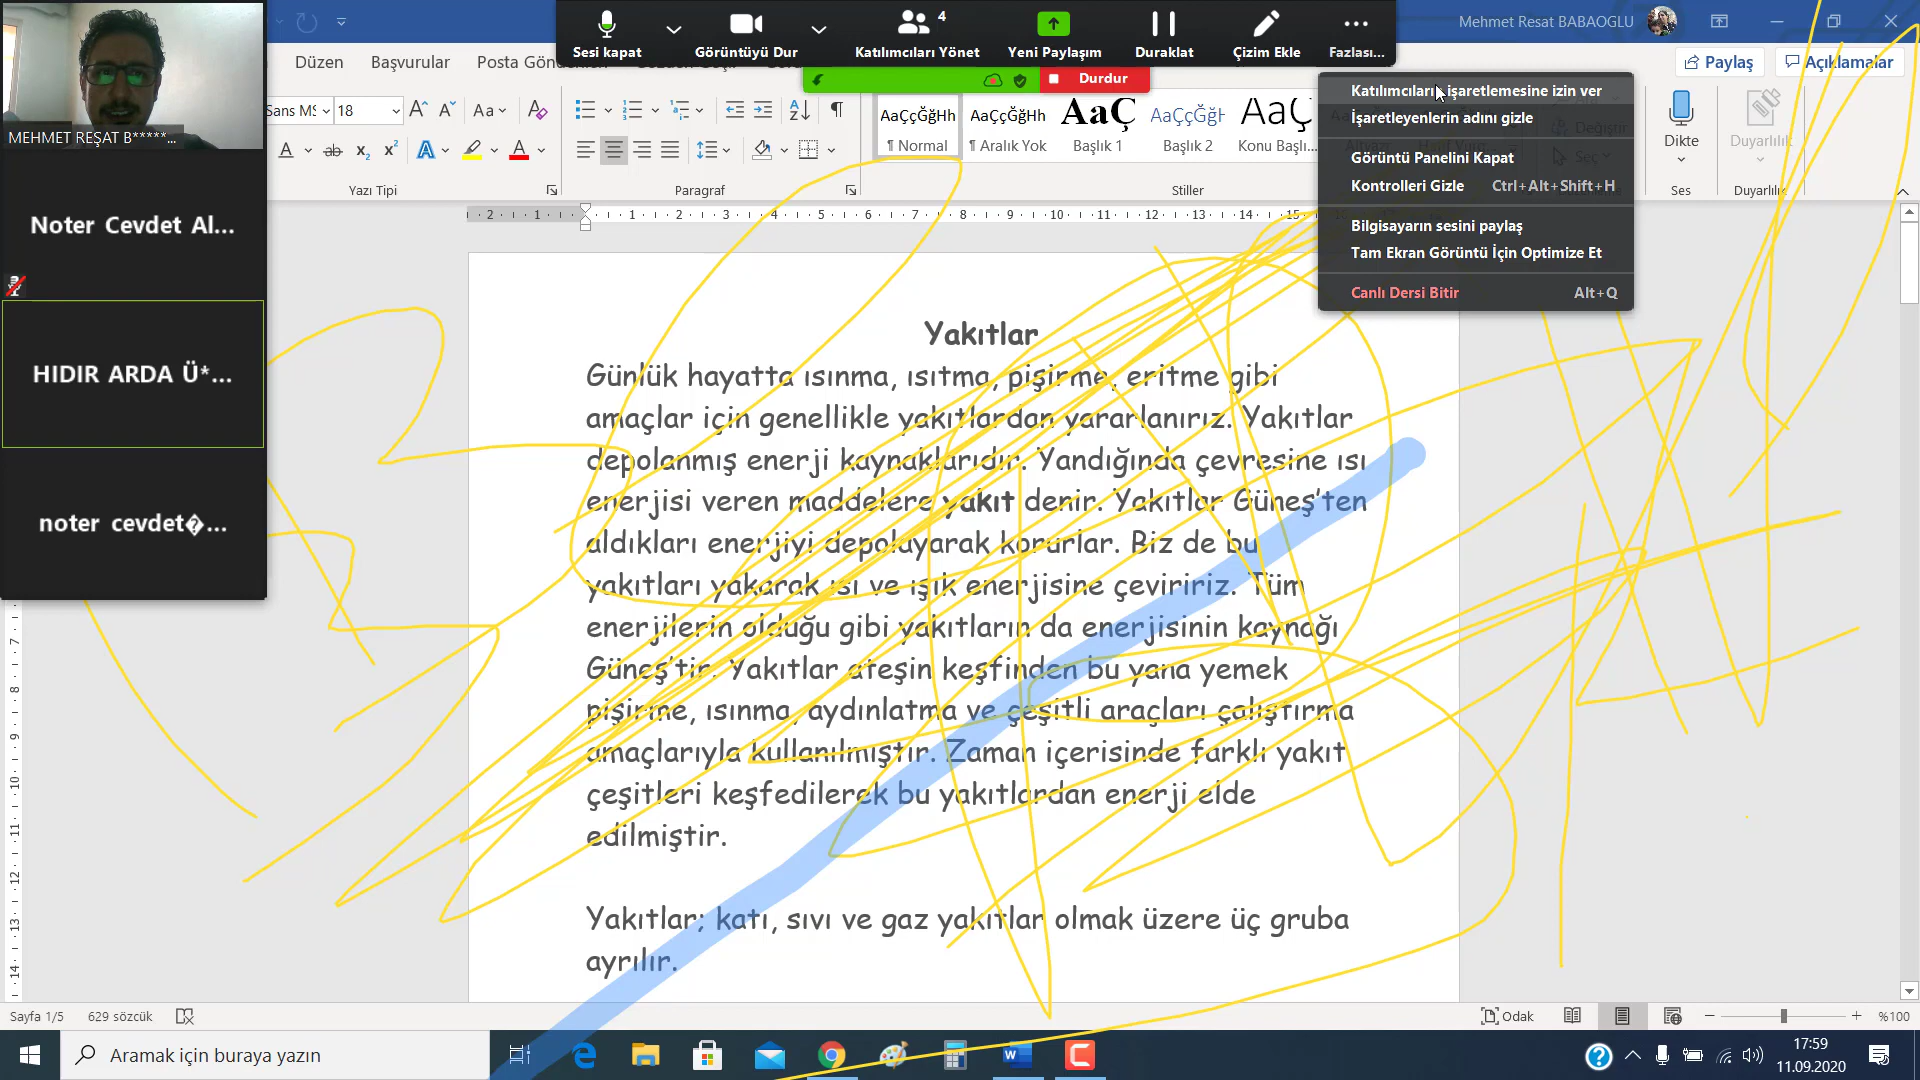 Mehmet Resat BABAOGLU
Sesi kapat
Görüntüyü Dur
4
Katılımcıları Yönet
Yeni Paylaşım
Duraklat
Çizim Ekle
Fazlası...
Durdur
Düzen
Başvurular
Posta
Paylaş
Açıklamalar
MEHMET REŞAT B***** ...
Noter Cevdet Al...
HIDIR ARDA Ü*...
noter cevdet�...
Sans MS
18
Yazı Tipi
Paragraf
AaÇçĞğHh
¶ Normal
AaÇçĞğHh
¶ Aralık Yok
AaÇ
Başlık 1
AaÇçĞğH
Başlık 2
AaÇ
Konu Başlı...
Stiller
Dikte
Ses
Duyarlılık
Duyarlılık
Katılımcıların işaretlemesine izin ver
İşaretleyenlerin adını gizle
Görüntü Panelini Kapat
Kontrolleri Gizle Ctrl+Alt+Shift+H
Bilgisayarın sesini paylaş
Tam Ekran Görüntü İçin Optimize Et
Canlı Dersi Bitir Alt+Q
Yakıtlar
Günlük hayatta ısınma, ısıtma, pişirme, eritme gibi
amaçlar için genellikle yakıtlardan yararlanırız. Yakıtlar
depolanmış enerji kaynaklarıdır. Yandığında çevresine ısı
enerjisi veren maddelere yakıt denir. Yakıtlar Güneş’ten
aldıkları enerjiyi depolayarak korurlar. Biz de bu
yakıtları yakarak ısı ve ışık enerjisine çeviririz. Tüm
enerjilerin olduğu gibi yakıtların da enerjisinin kaynağı
Güneş’tir. Yakıtlar ateşin keşfinden bu yana yemek
pişirme, ısınma, aydınlatma ve çeşitli araçları çalıştırma
amaçlarıyla kullanılmıştır. Zaman içerisinde farklı yakıt
çeşitleri keşfedilerek bu yakıtlardan enerji elde
edilmiştir.
Yakıtlar; katı, sıvı ve gaz yakıtlar olmak üzere üç gruba
ayrılır.
Sayfa 1/5
629 sözcük
Odak
%100
Aramak için buraya yazın
17:59
11.09.2020